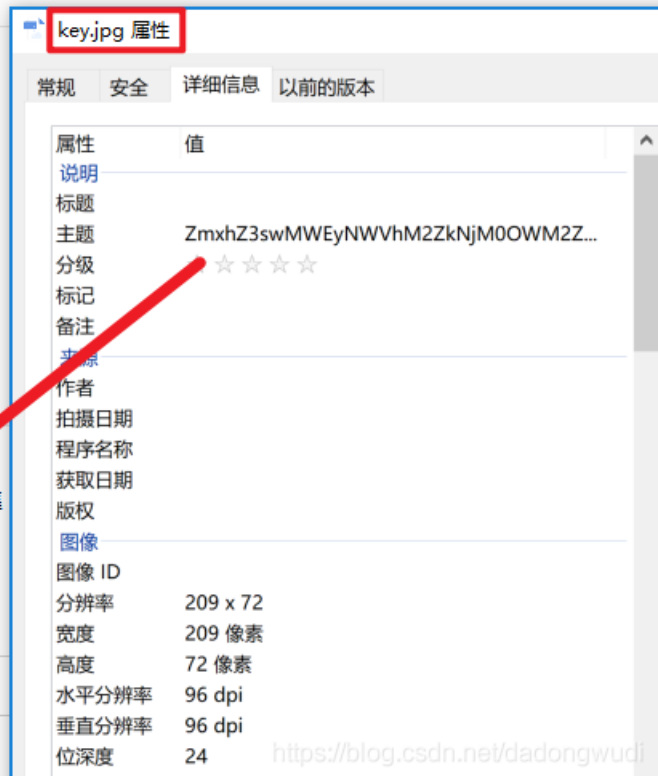 key.jpg 属性
常规 安全 详细信息 以前的版本
属性 值
说明
标题
主题 ZmxhZ3swMWEyNWVhM2ZkNjM0OWM2Z...
分级
标记
备注
来源
作者
拍摄日期
程序名称
获取日期
版权
图像
图像 ID
分辨率 209 x 72
宽度 209 像素
高度 72 像素
水平分辨率 96 dpi
垂直分辨率 96 dpi
位深度 24
https://blog.csdn.net/dadongwudi